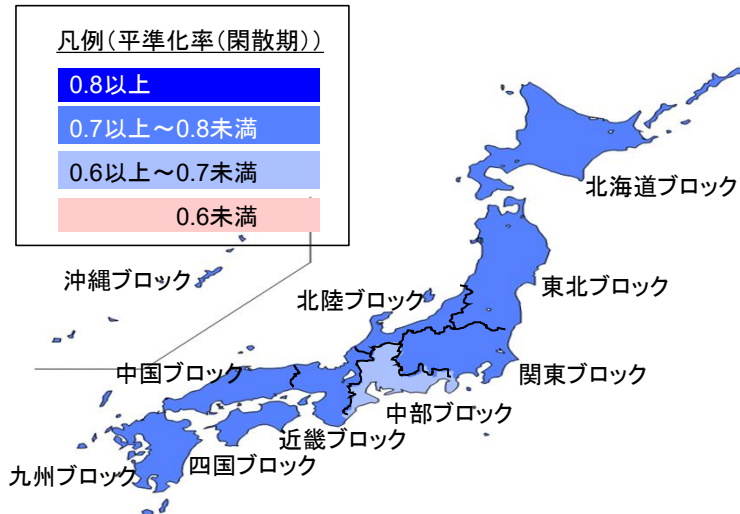 凡例(平準化率(閑散期))
0.8以上
0.7以上～0.8未満
0.6以上～0.7未満
0.6未満
北海道ブロック
沖縄ブロック
東北ブロック
北陸ブロック
中国ブロック
関東ブロック
中部ブロック
近畿ブロック
四国ブロック
九州ブロック